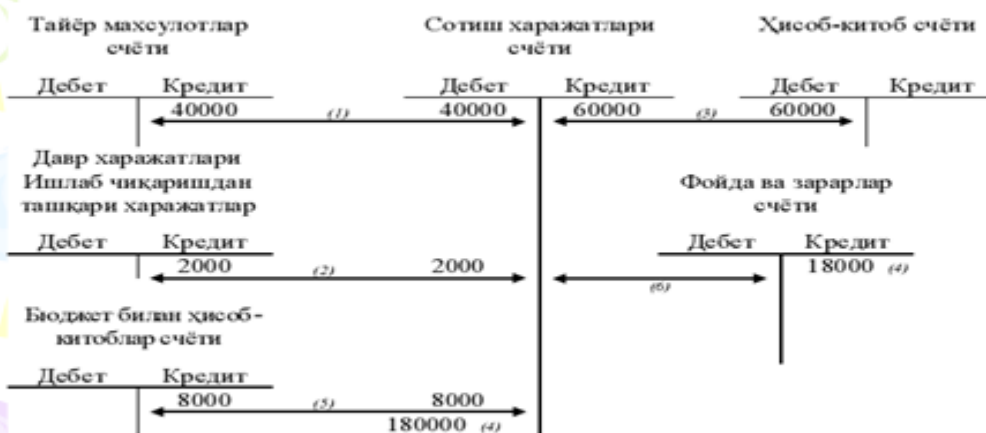 Тайёр махсулотлар
счёти
Сотиш харажатлари
счёти
Ҳисоб-китоб счёти
Дебет Кредит Дебет Кредит Дебет Кредит
40000 (1) 40000 60000 (3) 60000
Давр харажатлари
Ишлаб чиқаришдан
ташқари харажатлар
Фойда ва зарарлар
счёти
Дебет Кредит Дебет Кредит
2000 (2) 2000 (6) 18000 (4)
Бюджет билан ҳисоб-
китоблар счёти
Дебет Кредит
8000 (5) 8000
180000 (4)